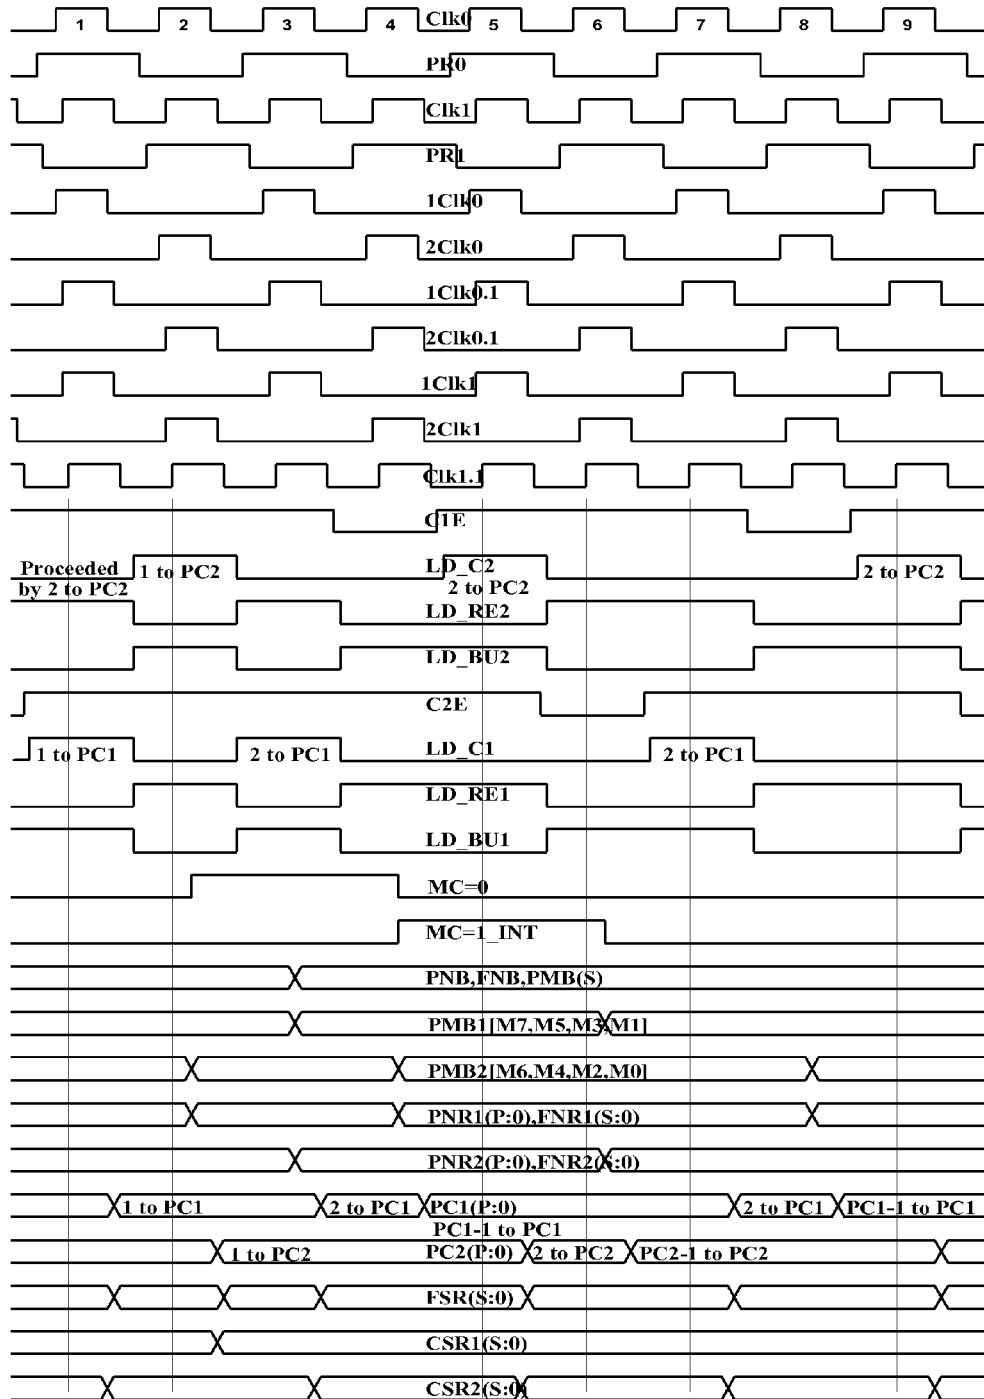 1 2 3 4 Clk0 5 6 7 8 9
PR0
Clk1
PR1
1Clk0
2Clk0
1Clk0.1
2Clk0.1
1Clk1
2Clk1
Clk1.1
C1E
Proceeded by 2 to PC2 1 to PC2 LD_C2 2 to PC2 2 to PC2
LD_RE2
LD_BU2
C2E
1 to PC1 2 to PC1 LD_C1 2 to PC1
LD_RE1
LD_BU1
MC=0
MC=1_INT
PNB,FNB,PMB(S)
PMB1[M7,M5,M3,M1]
PMB2[M6,M4,M2,M0]
PNR1(P:0),FNR1(S:0)
PNR2(P:0),FNR2(S:0)
1 to PC1 2 to PC1 PC1(P:0) 2 to PC1 PC1-1 to PC1
PC1-1 to PC1
1 to PC2 PC2(P:0) 2 to PC2 PC2-1 to PC2
FSR(S:0)
CSR1(S:0)
CSR2(S:0)